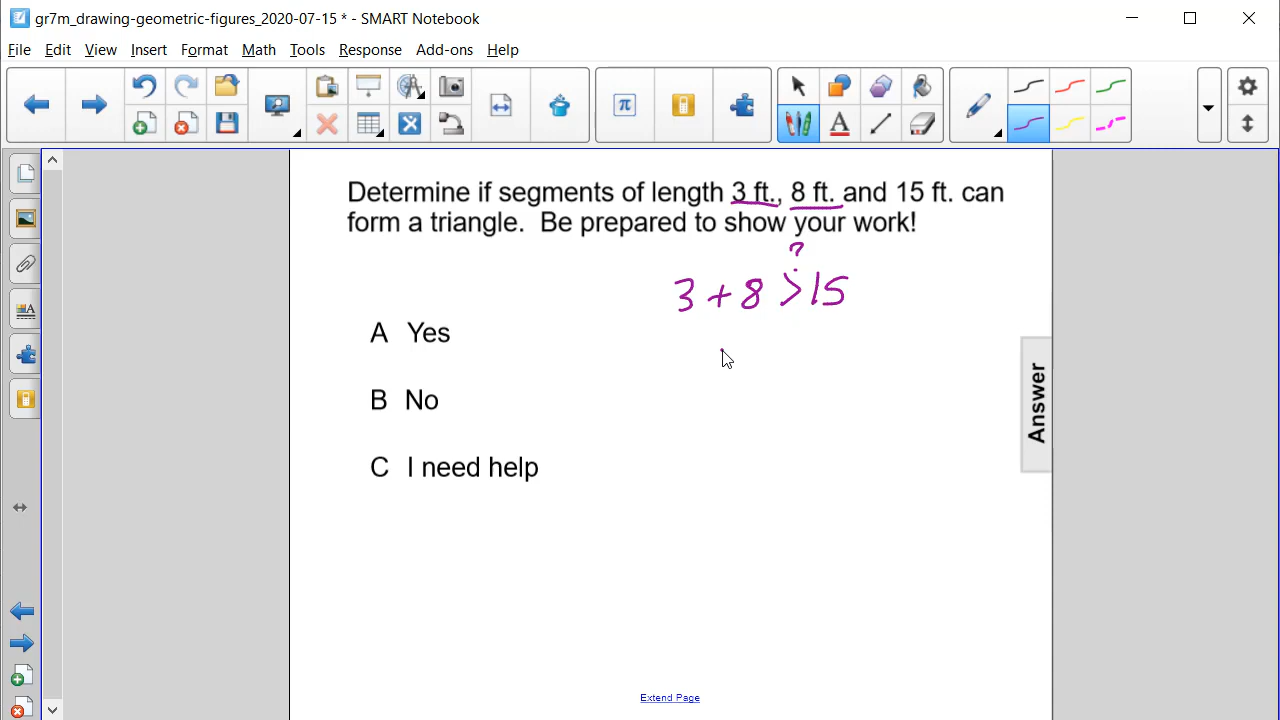 gr7m_drawing-geometric-figures_2020-07-15 * - SMART Notebook
File Edit View Insert Format Math Tools Response Add-ons Help
π
A
Determine if segments of length 3 ft., 8 ft. and 15 ft. can
form a triangle. Be prepared to show your work!
?
3 + 8 > 15
A Yes
B No
C I need help
Answer
Extend Page